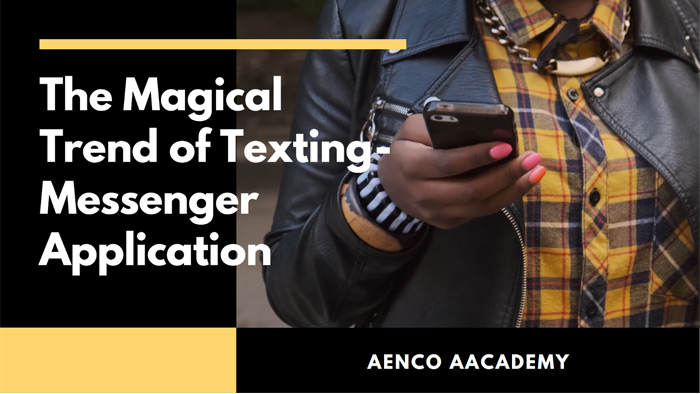 The Magical
Trend of Texting-
Messenger
Application
AENCO AACADEMY